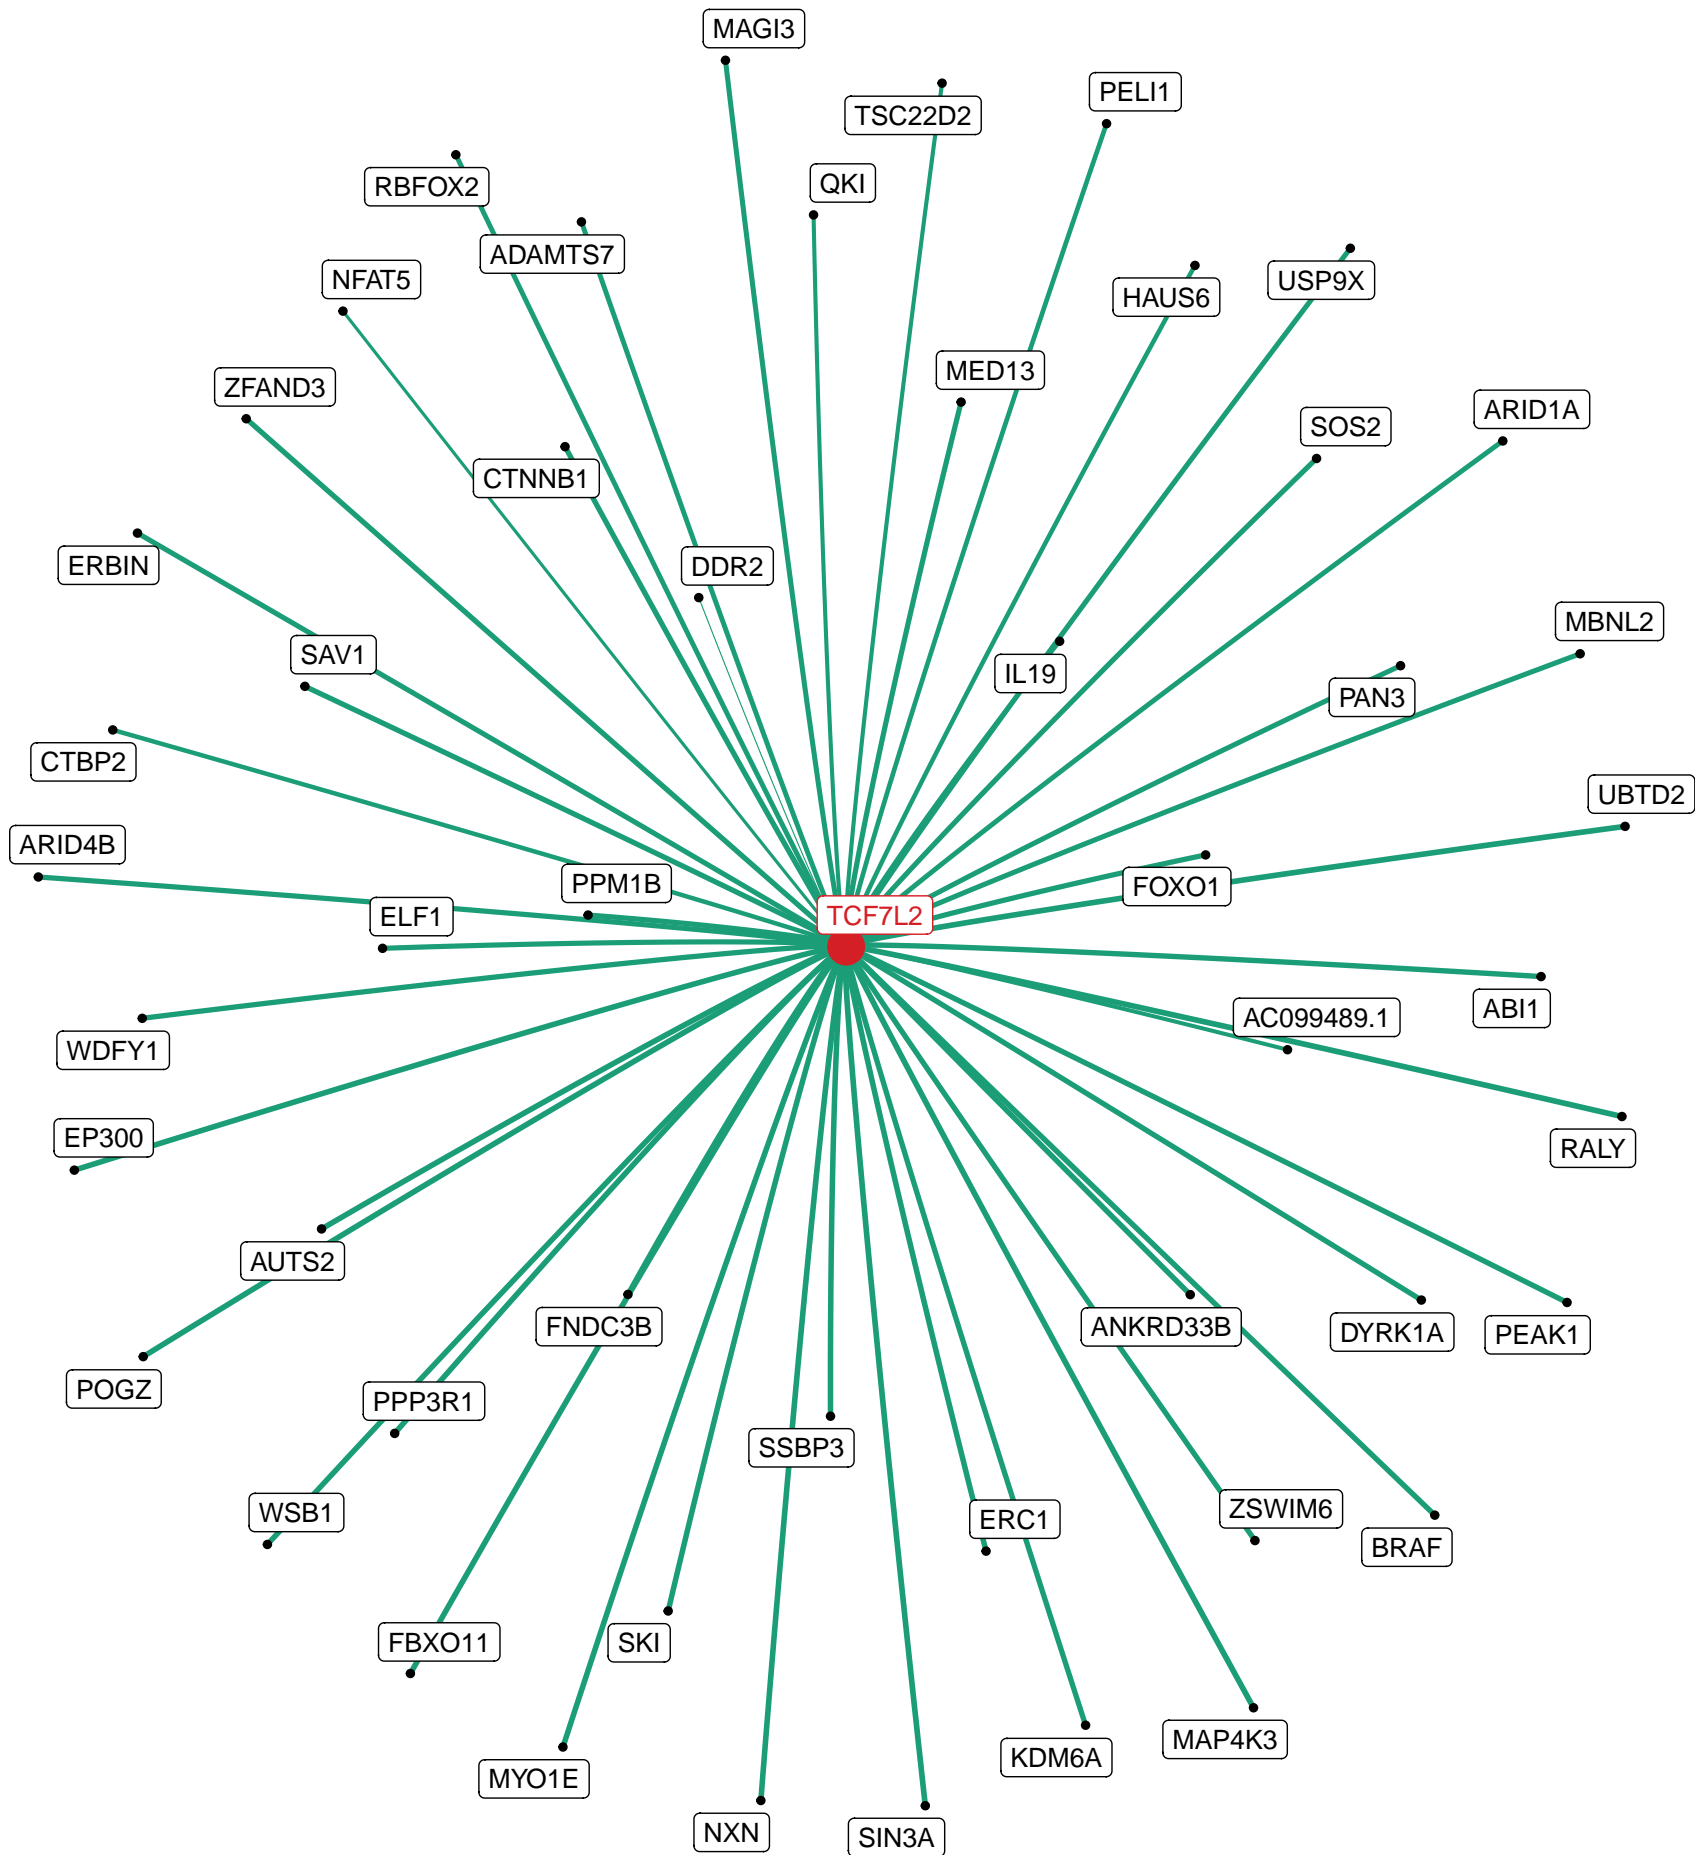 MAGI3
PELI1
TSC22D2
QKI
RBFOX2
ADAMTS7
NFAT5
USP9X
HAUS6
MED13
ZFAND3
ARID1A
SOS2
CTNNB1
ERBIN
DDR2
MBNL2
SAV1
IL19
PAN3
CTBP2
UBTD2
ARID4B
PPM1B
FOXO1
ELF1
TCF7L2
ABI1
AC099489.1
WDFY1
EP300
RALY
AUTS2
FNDC3B
ANKRD33B
DYRK1A
PEAK1
POGZ
PPP3R1
SSBP3
WSB1
ERC1
ZSWIM6
BRAF
FBXO11
SKI
MAP4K3
KDM6A
MYO1E
NXN
SIN3A